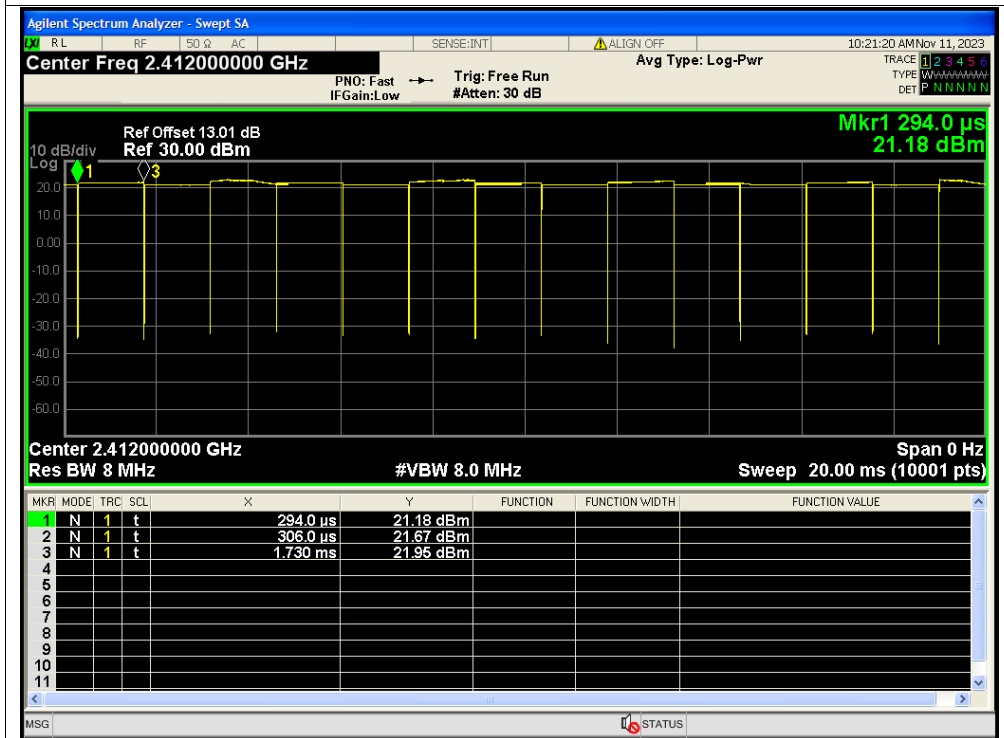 Agilent Spectrum Analyzer - Swept SA
LXI RL RF 50 Ω AC SENSE:INT ALIGN OFF 10:21:20 AM Nov 11, 2023
Center Freq 2.412000000 GHz Avg Type: Log-Pwr TRACE 1 2 3 4 5 6
PNO: Fast Trig: Free Run TYPE WWWWWW
IFGain:Low #Atten: 30 dB DET P N N N N N
Mkr1 294.0 µs
21.18 dBm
Ref Offset 13.01 dB
10 dB/div Ref 30.00 dBm
Log
1 3
20.0
10.0
0.00
-10.0
-20.0
-30.0
-40.0
-50.0
-60.0
Center 2.412000000 GHz Span 0 Hz
Res BW 8 MHz #VBW 8.0 MHz Sweep 20.00 ms (10001 pts)
MKR MODE TRC SCL X Y FUNCTION FUNCTION WIDTH FUNCTION VALUE
1 N 1 t 294.0 µs 21.18 dBm
2 N 1 t 306.0 µs 21.67 dBm
3 N 1 t 1.730 ms 21.95 dBm
4
5
6
7
8
9
10
11
MSG STATUS